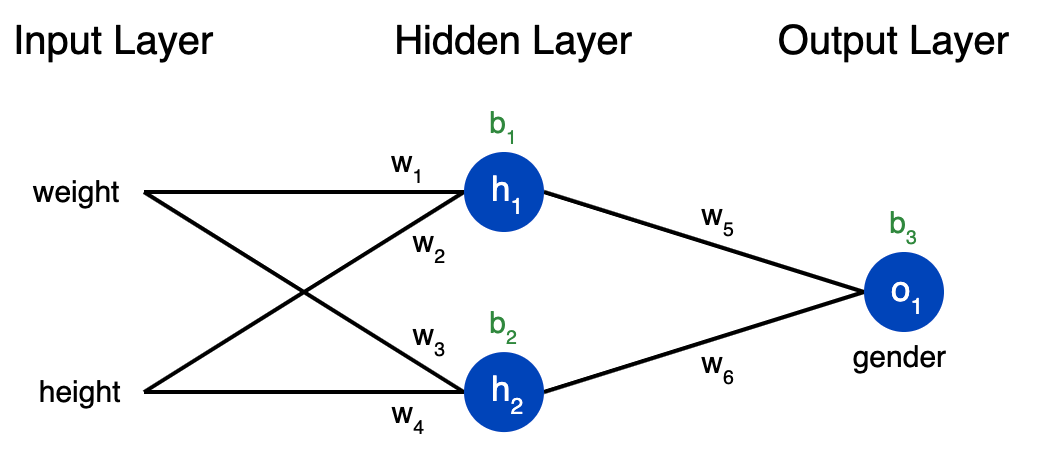 Input Layer
Hidden Layer
Output Layer
b₁
w₁
weight
h₁
w₂
w₅
b₃
o₁
gender
w₃
b₂
height
h₂
w₄
w₆